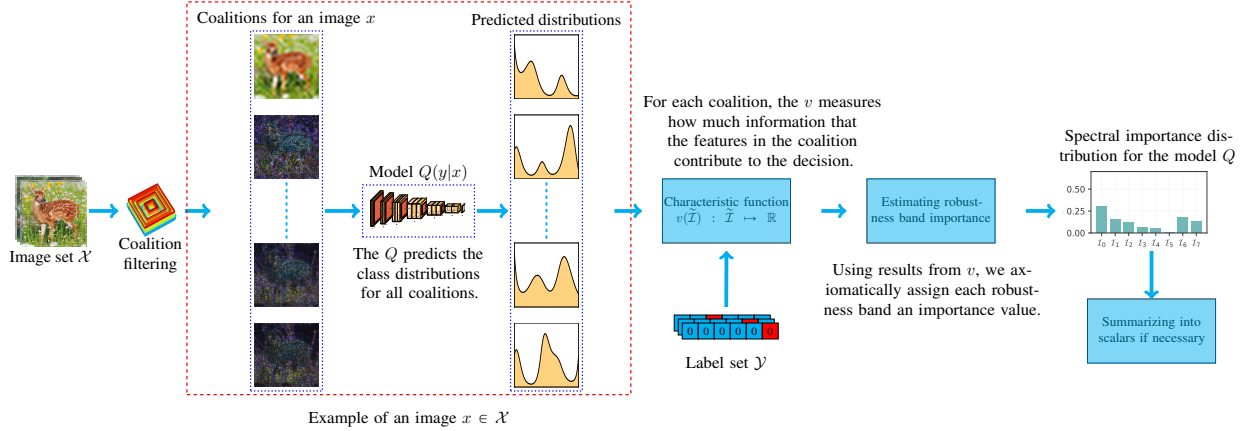 Coalitions for an image x
Predicted distributions
Image set 𝒳
Coalition
filtering
Model Q(y|x)
The Q predicts the
class distributions
for all coalitions.
Example of an image x ∈ 𝒳
For each coalition, the v measures
how much information that
the features in the coalition
contribute to the decision.
Characteristic function
v(Ĩ) : Ĩ ↦ ℝ
0 0 0 0 0 0
Label set 𝒴
Estimating robust-
ness band importance
Using results from v, we ax-
iomatically assign each robust-
ness band an importance value.
Spectral importance dis-
tribution for the model Q
0.50
0.25
0.00
I₀ I₁ I₂ I₃ I₄ I₅ I₆ I₇
Summarizing into
scalars if necessary